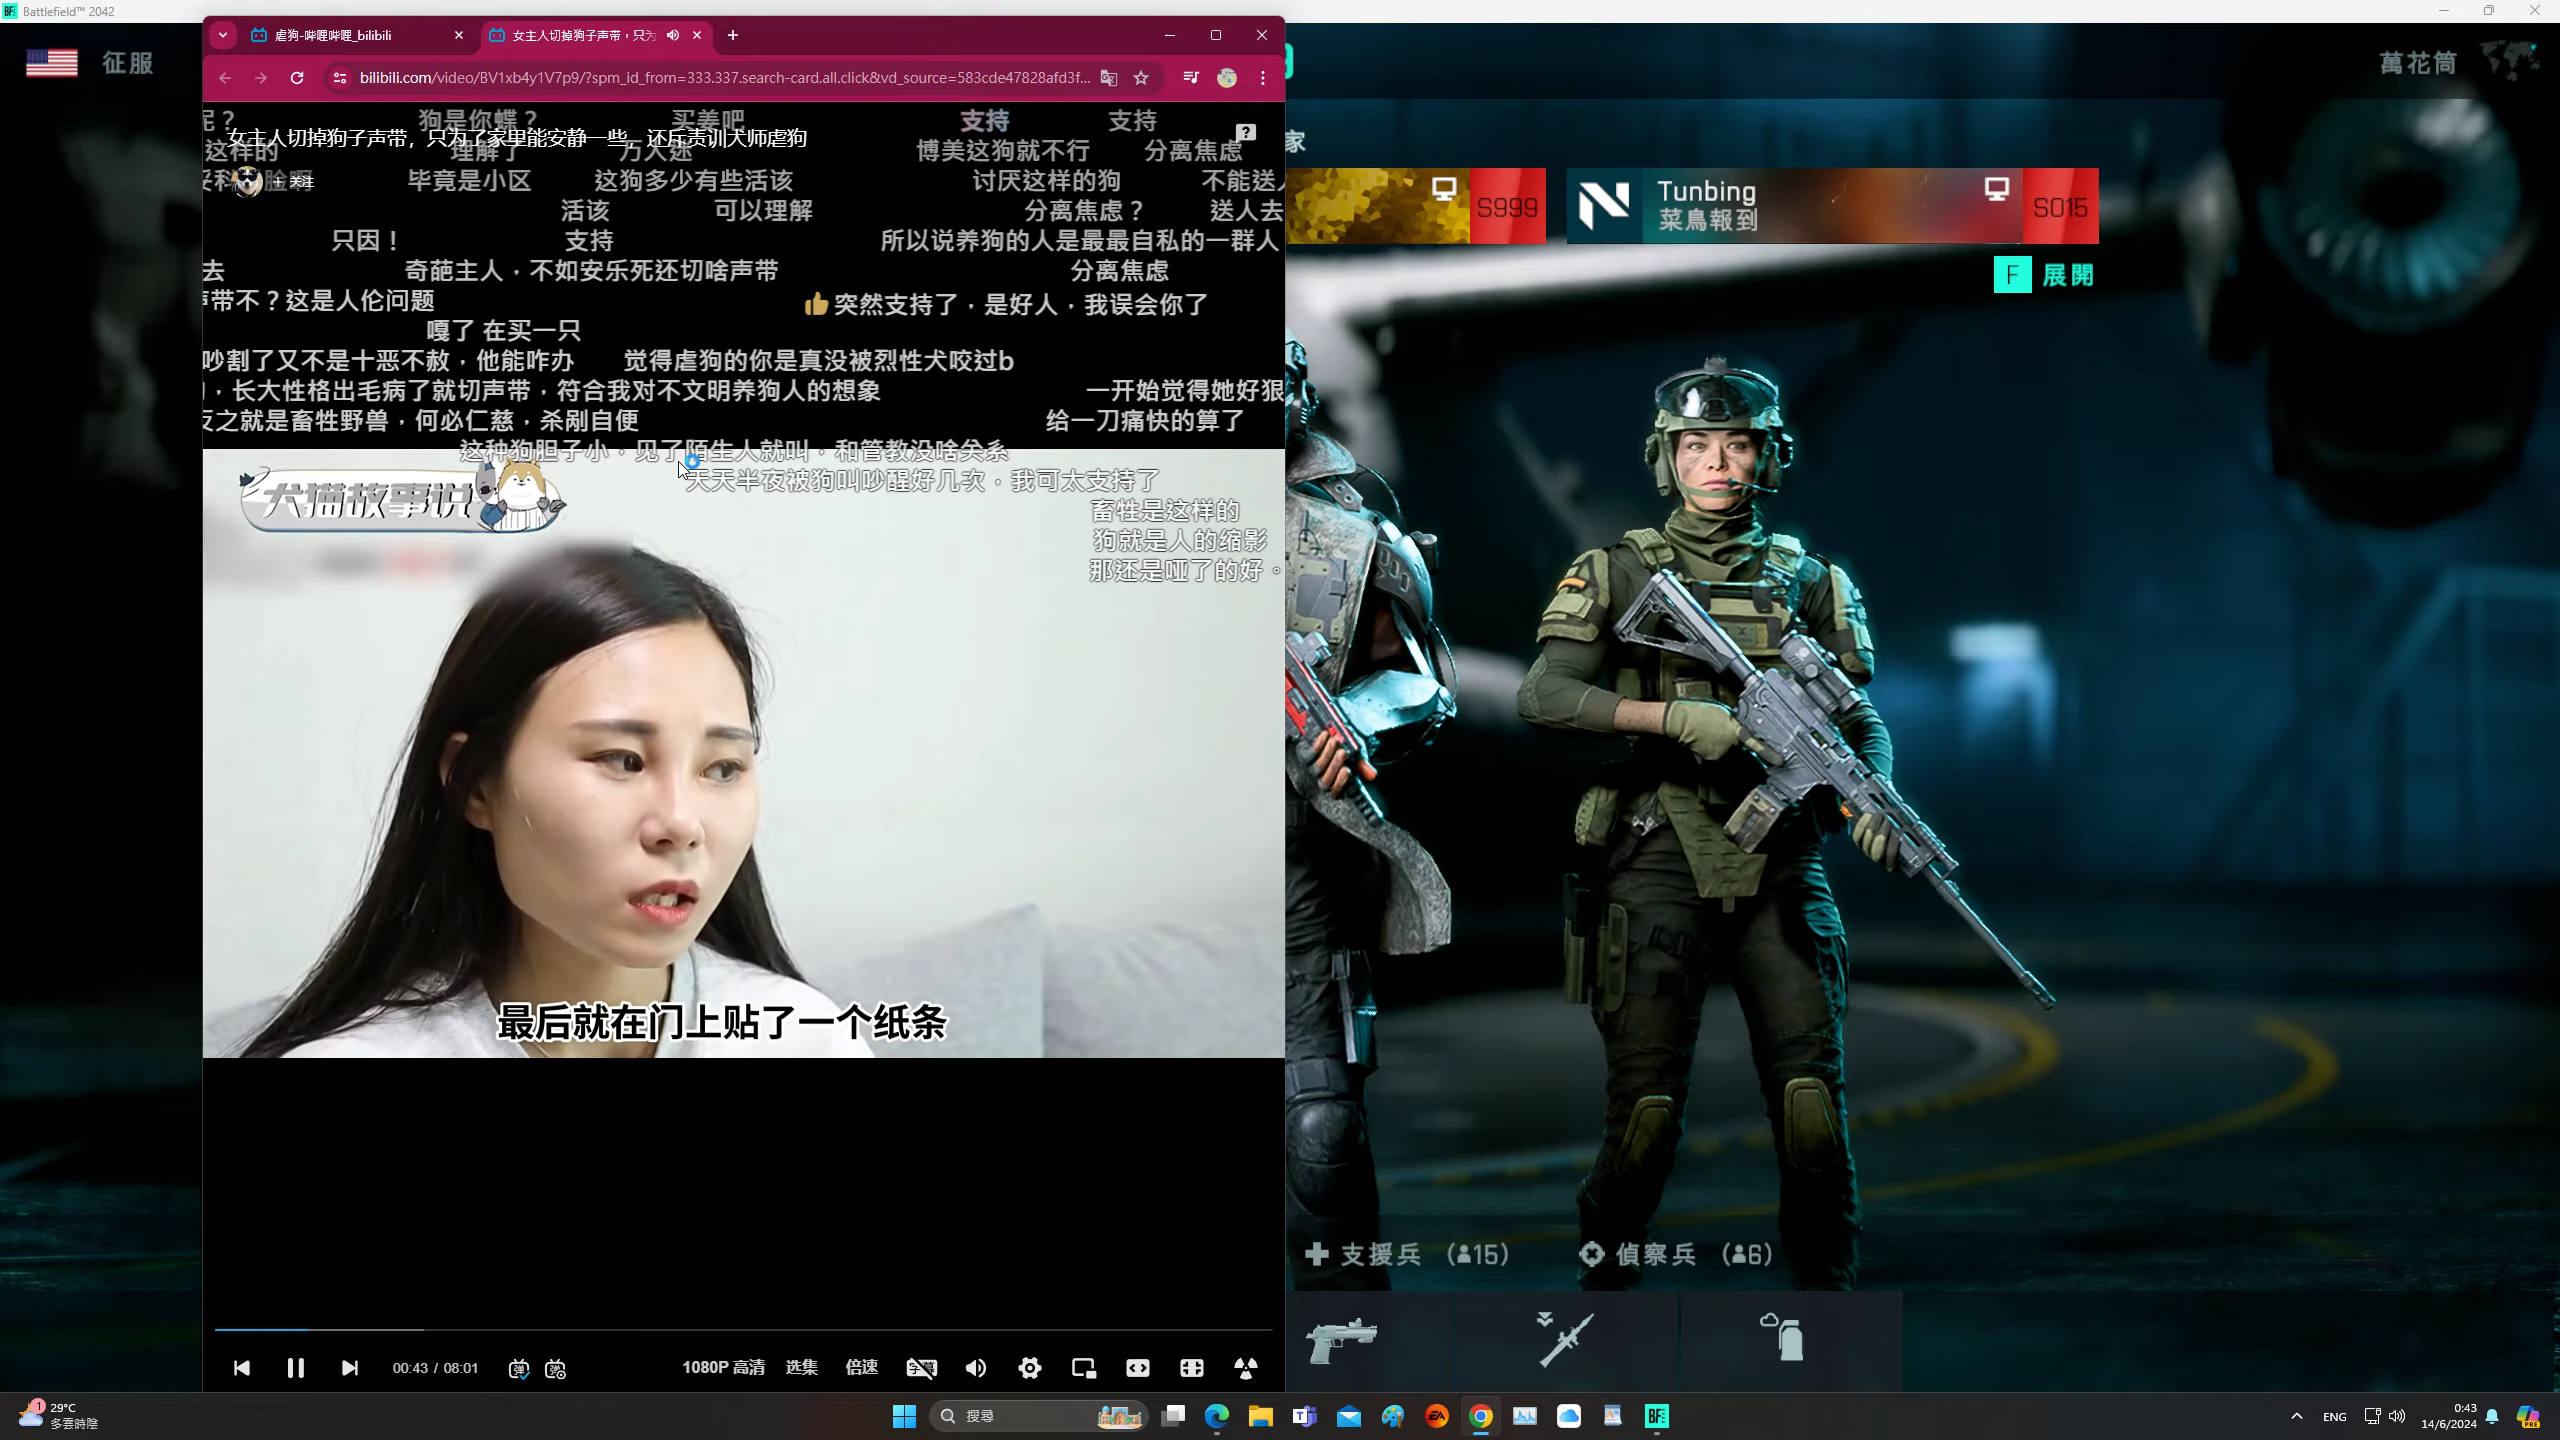 Battlefield™ 2042
征服
萬花筒
虐狗-哔哩哔哩_bilibili
女主人切掉狗子声带，只为
bilibili.com/video/BV1xb4y1V7p9/?spm_id_from=333.337.search-card.all.click&vd_source=583cde47828afd3f...
狗是你蝶？ 买姜吧 支持 支持
女主人切掉狗子声带，只为了家里能安静一些，还斥责训犬师虐狗
这样的 理解了 万人迷 博美这狗就不行 分离焦虑
+ 关注
毕竟是小区 这狗多少有些活该 讨厌这样的狗 不能送人
活该 可以理解 分离焦虑？ 送人去
只因！ 支持 所以说养狗的人是最最自私的一群人
去 奇葩主人，不如安乐死还切啥声带 分离焦虑
声带不？这是人伦问题 突然支持了，是好人，我误会你了
嘎了 在买一只
吵割了又不是十恶不赦，他能咋办 觉得虐狗的你是真没被烈性犬咬过b
，长大性格出毛病了就切声带，符合我对不文明养狗人的想象 一开始觉得她好狠
反之就是畜牲野兽，何必仁慈，杀剐自便 给一刀痛快的算了
这种狗胆子小，见了陌生人就叫，和管教没啥关系
天天半夜被狗叫吵醒好几次，我可太支持了
畜牲是这样的
狗就是人的缩影
那还是哑了的好。
犬猫故事说
最后就在门上贴了一个纸条
00:43 / 08:01
1080P 高清 选集 倍速
家
S999
Tunbing
菜鳥報到
S015
F 展開
支援兵 (15) 偵察兵 (6)
1
29°C
多雲時陰
搜尋
ENG
0:43
14/6/2024